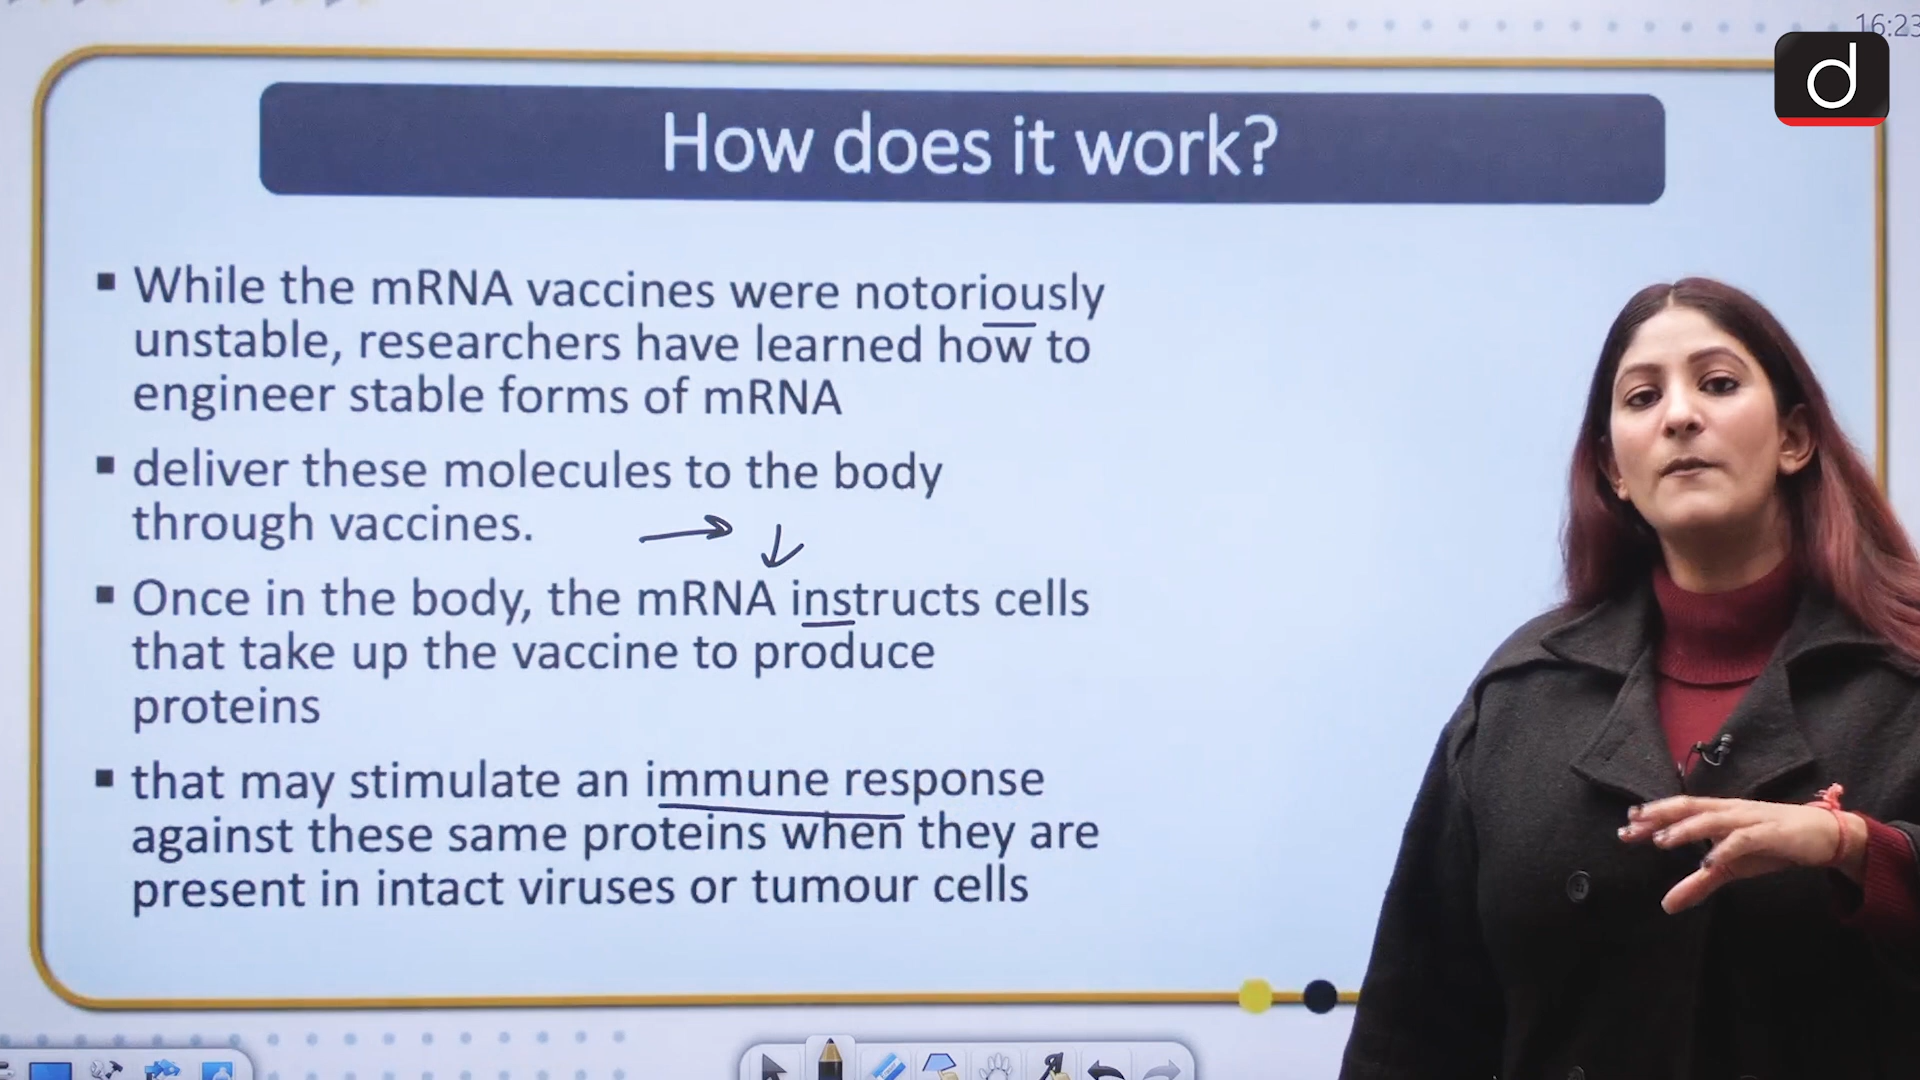 16:23
d
How does it work?
▪ While the mRNA vaccines were notoriously
unstable, researchers have learned how to
engineer stable forms of mRNA
▪ deliver these molecules to the body
through vaccines.
▪ Once in the body, the mRNA instructs cells
that take up the vaccine to produce
proteins
▪ that may stimulate an immune response
against these same proteins when they are
present in intact viruses or tumour cells